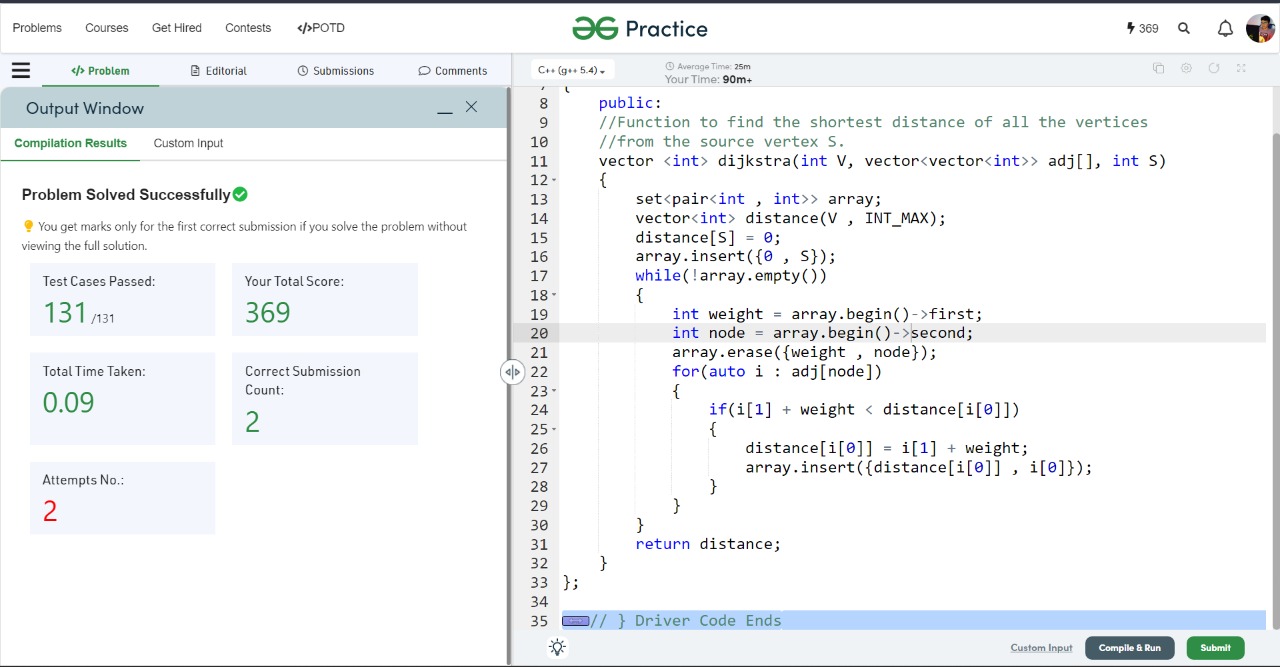 Problems Courses Get Hired Contests </>POTD Practice 369
</> Problem Editorial Submissions Comments C++ (g++ 5.4) Average Time: 25m
Your Time: 90m+
Output Window
Compilation Results Custom Input
Problem Solved Successfully
You get marks only for the first correct submission if you solve the problem without
viewing the full solution.
Test Cases Passed: Your Total Score:
131 /131 369
Total Time Taken: Correct Submission
Count:
0.09 2
Attempts No.:
2
8 public:
9 //Function to find the shortest distance of all the vertices
10 //from the source vertex S.
11 vector <int> dijkstra(int V, vector<vector<int>> adj[], int S)
12 {
13 set<pair<int , int>> array;
14 vector<int> distance(V , INT_MAX);
15 distance[S] = 0;
16 array.insert({0 , S});
17 while(!array.empty())
18 {
19 int weight = array.begin()->first;
20 int node = array.begin()->second;
21 array.erase({weight , node});
22 for(auto i : adj[node])
23 {
24 if(i[1] + weight < distance[i[0]])
25 {
26 distance[i[0]] = i[1] + weight;
27 array.insert({distance[i[0]] , i[0]});
28 }
29 }
30 }
31 return distance;
32 }
33 };
34
35 // } Driver Code Ends
Custom Input Compile & Run Submit